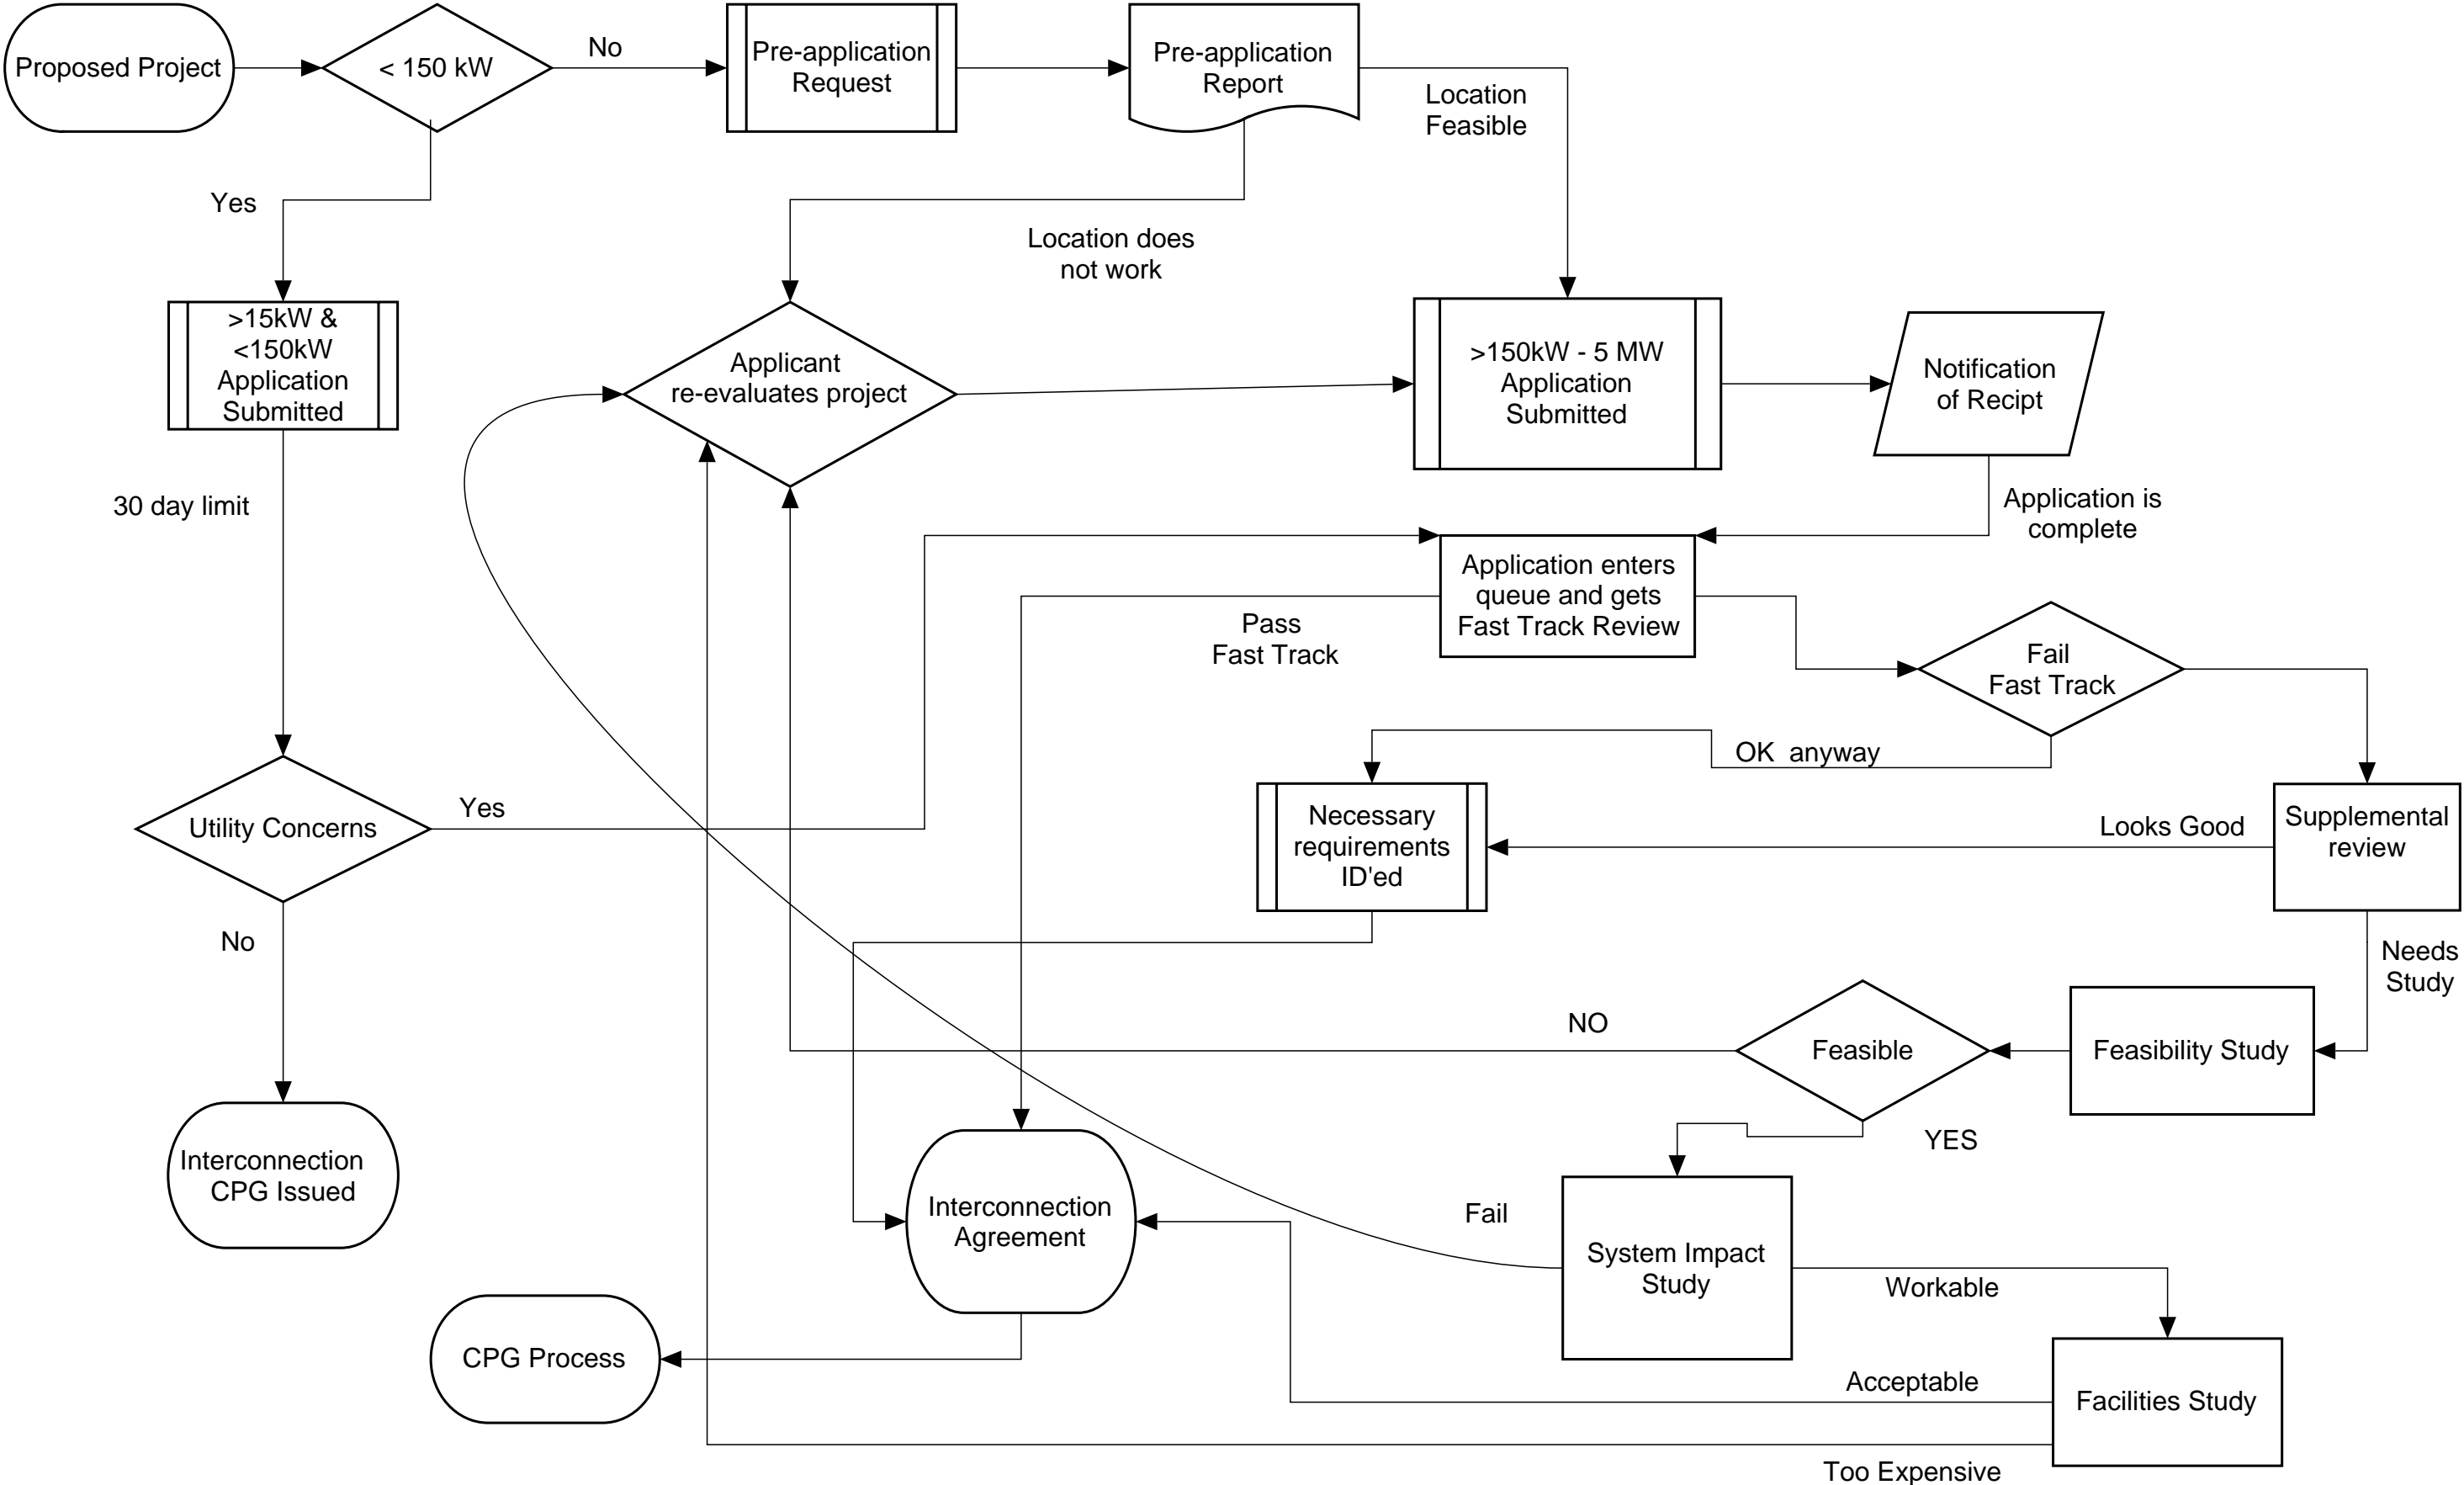 Proposed Project
< 150 kW
No
Pre-application
Request
Pre-application
Report
Location
Feasible
Yes
Location does
not work
>15kW &
<150kW
Application
Submitted
Applicant
re-evaluates project
>150kW - 5 MW
Application
Submitted
Notification
of Recipt
30 day limit
Application is
complete
Application enters
queue and gets
Fast Track Review
Pass
Fast Track
Fail
Fast Track
OK  anyway
Utility Concerns
Yes
Necessary
requirements
ID'ed
Looks Good
Supplemental
review
No
Needs
Study
NO
Feasible
Feasibility Study
YES
Interconnection
CPG Issued
Interconnection
Agreement
Fail
System Impact
Study
Workable
CPG Process
Acceptable
Facilities Study
Too Expensive